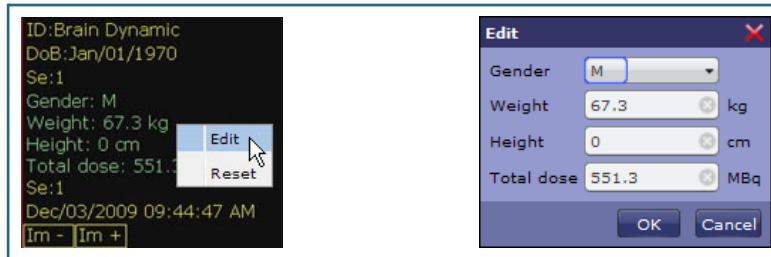 ID:Brain Dynamic
DoB:Jan/01/1970
Se:1
Gender: M
Weight: 67.3 kg
Height: 0 cm
Total dose: 551.3
Se:1
Dec/03/2009 09:44:47 AM
Im - Im +
Edit
Reset
Edit
Gender M
Weight 67.3 kg
Height 0 cm
Total dose 551.3 MBq
OK Cancel